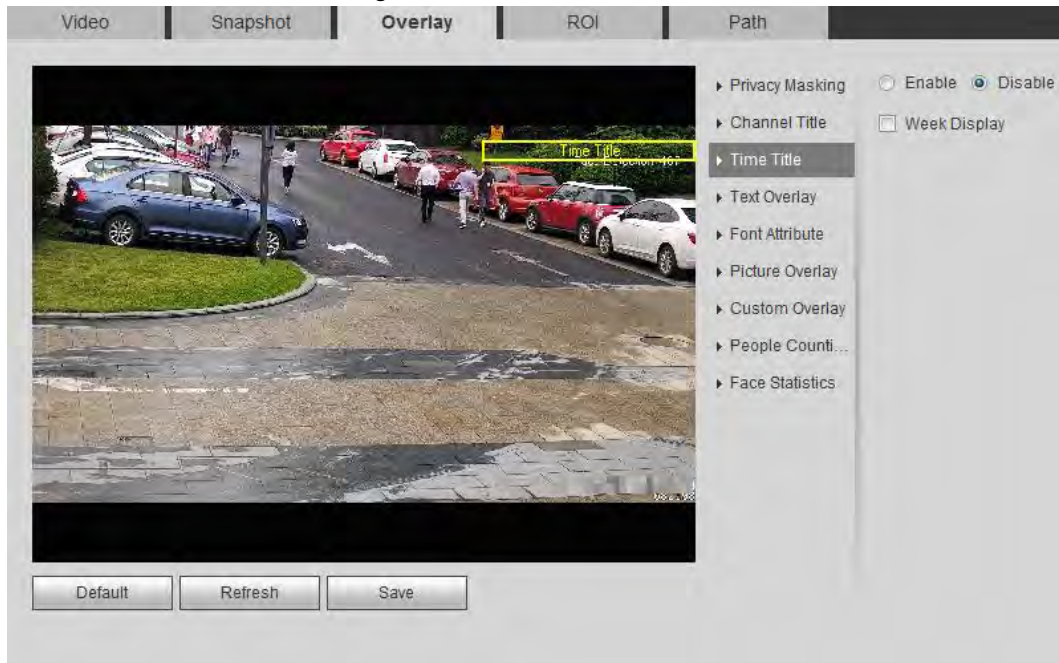 Video Snapshot Overlay ROI Path
Privacy Masking
Enable Disable
Channel Title
Week Display
Time Title
Time Title
Text Overlay
Font Attribute
Picture Overlay
Custom Overlay
People Counti...
Face Statistics
Default Refresh Save